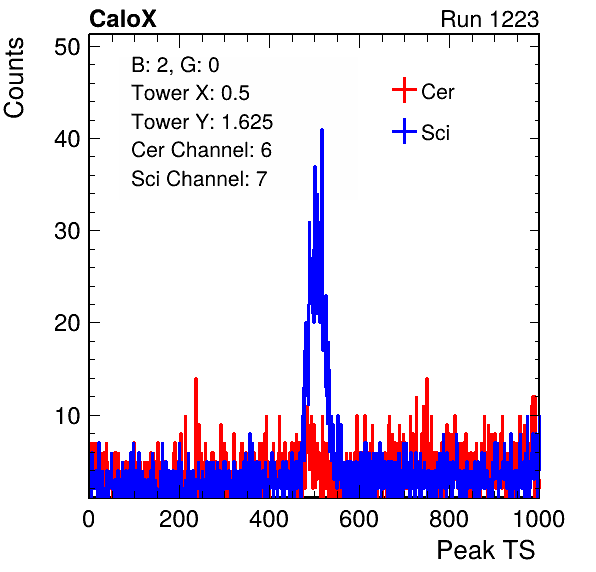 CaloX Run 1223
Counts
50
40
30
20
10
B: 2, G: 0
Tower X: 0.5
Tower Y: 1.625
Cer Channel: 6
Sci Channel: 7
Cer
Sci
0 200 400 600 800 1000
Peak TS